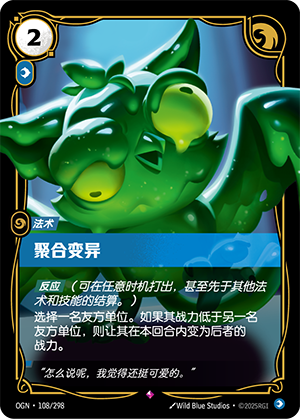 2
法术
聚合变异
反应 （可在任意时机打出，甚至先于其他法
术和技能的结算。）
选择一名友方单位。如果其战力低于另一名
友方单位，则让其在本回合内变为后者的
战力。
“怎么说呢，我觉得还挺可爱的。”
OGN • 108/298 Wild Blue Studios • ©2025RGI